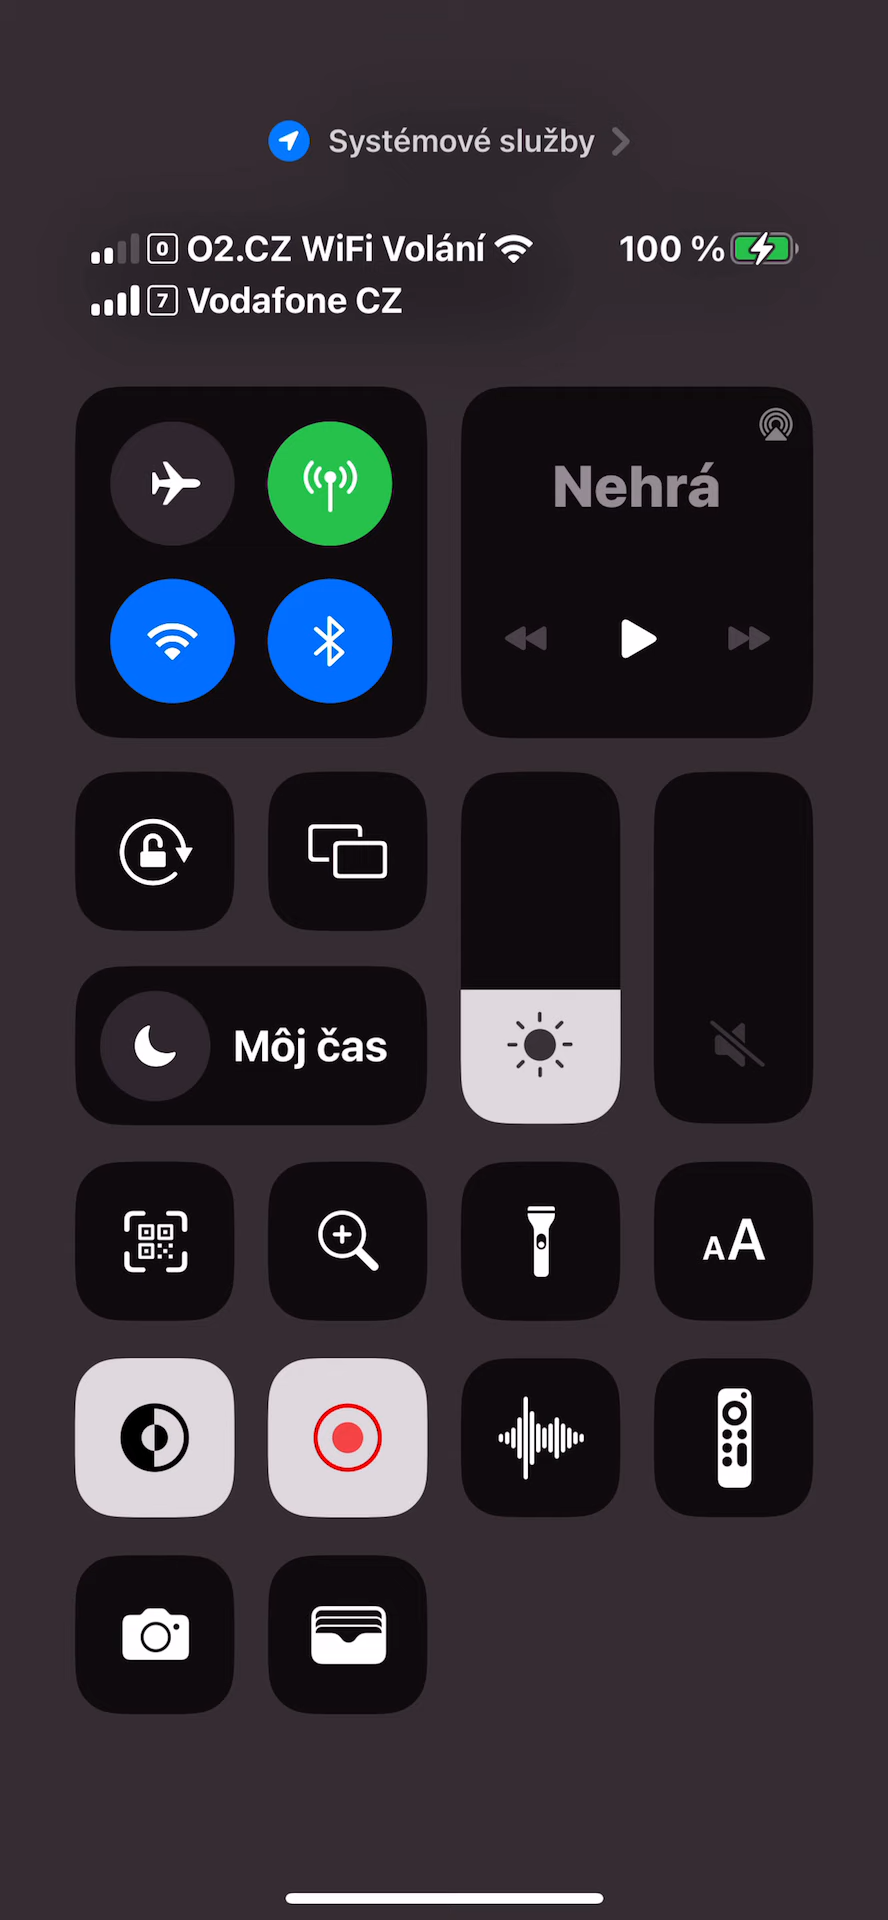 Systémové služby
0 O2.CZ WiFi Volání 100 %
7 Vodafone CZ
Nehrá
Môj čas
AA